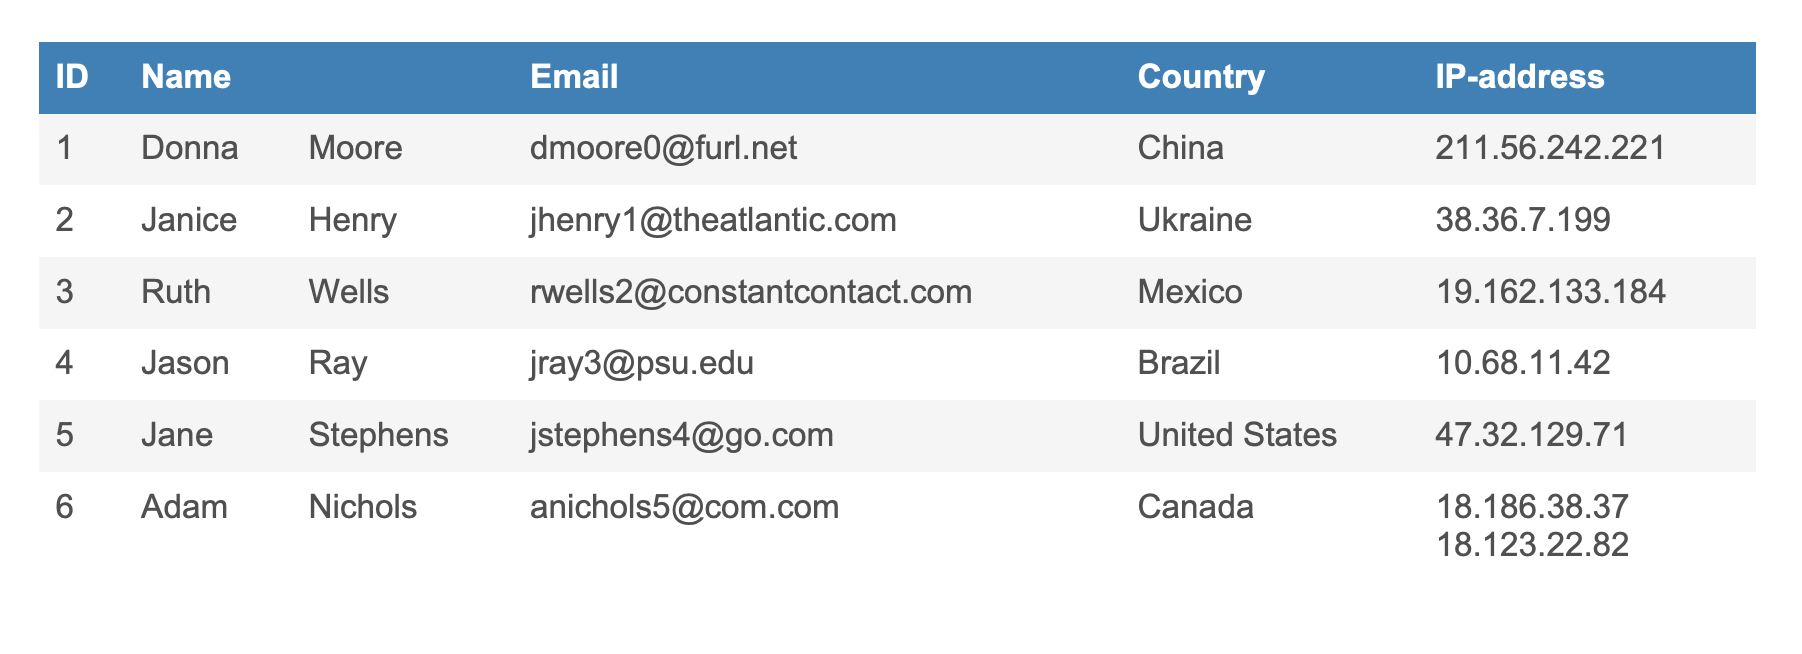 ID Name Email Country IP-address
1 Donna Moore dmoore0@furl.net China 211.56.242.221
2 Janice Henry jhenry1@theatlantic.com Ukraine 38.36.7.199
3 Ruth Wells rwells2@constantcontact.com Mexico 19.162.133.184
4 Jason Ray jray3@psu.edu Brazil 10.68.11.42
5 Jane Stephens jstephens4@go.com United States 47.32.129.71
6 Adam Nichols anichols5@com.com Canada 18.186.38.37
18.123.22.82